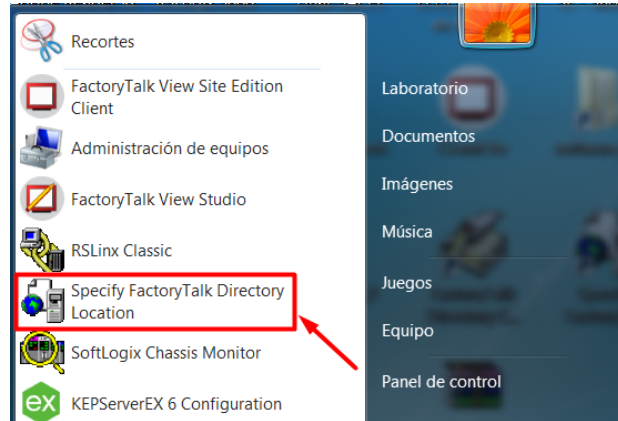 Recortes
FactoryTalk View Site Edition
Client
Administración de equipos
FactoryTalk View Studio
RSLinx Classic
Specify FactoryTalk Directory
Location
SoftLogix Chassis Monitor
ex
KEPServerEX 6 Configuration
Laboratorio
Documentos
Imágenes
Música
Juegos
Equipo
Panel de control